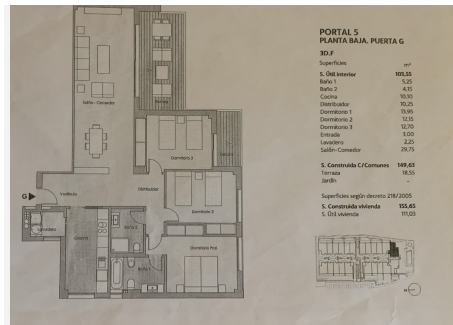 PORTAL 5
PLANTA BAJA, PUERTA G
3D.F
Superficies m²
S. Útil Interior 103,55
Baño 1 5,25
Baño 2 4,15
Cocina 10,10
Distribuidor 10,25
Dormitorio 1 13,95
Dormitorio 2 12,15
Dormitorio 3 12,70
Entrada 3,00
Lavadero 2,25
Salón-Comedor 29,75
S. Construida C/Comunes 149,63
Terraza 18,55
Jardín -
Superficies según decreto 218/2005
S. Construida vivienda 155,65
S. Útil vivienda 111,03
Salón - Comedor
Terraza
Dormitorio 3
Vestíbulo
Distribuidor
G
Dormitorio 2
Lavadero
Cocina
Baño 2
Baño 1
Dormitorio Ppal